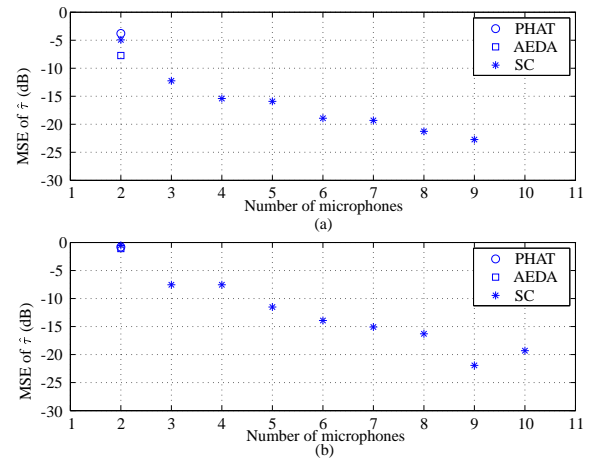 0
-5
-10
-15
-20
-25
-30
MSE of τ̂ (dB)
PHAT
AEDA
SC
1 2 3 4 5 6 7 8 9 10 11
Number of microphones
(a)
0
-5
-10
-15
-20
-25
-30
MSE of τ̂ (dB)
PHAT
AEDA
SC
1 2 3 4 5 6 7 8 9 10 11
Number of microphones
(b)